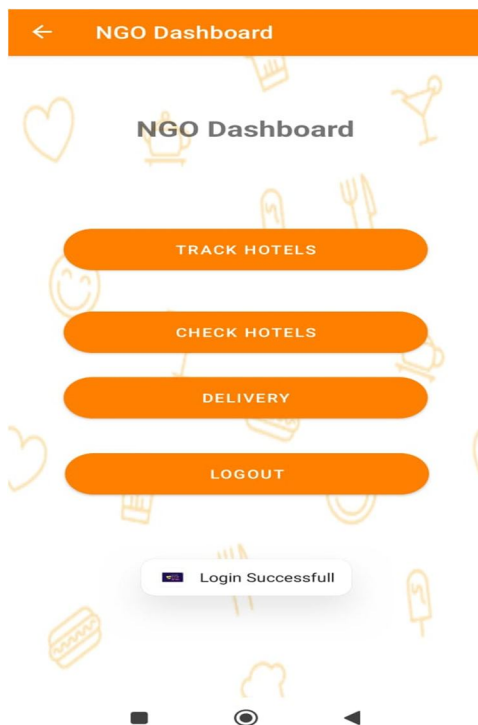 NGO Dashboard
NGO Dashboard
TRACK HOTELS
CHECK HOTELS
DELIVERY
LOGOUT
Login Successfull